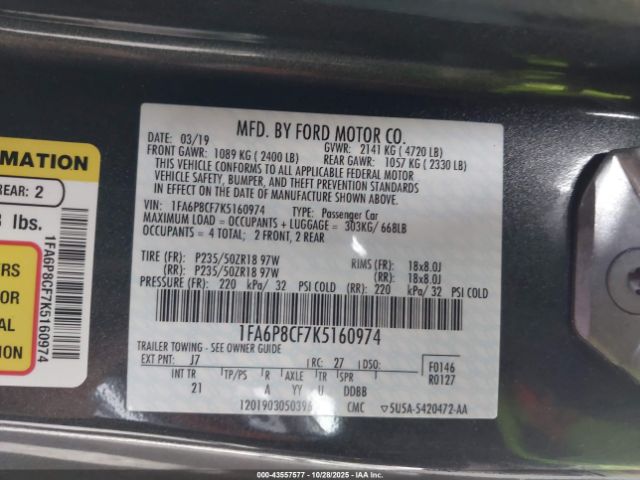 MFD. BY FORD MOTOR CO.
DATE: 03/19
GVWR: 2141 KG ( 4720 LB)
FRONT GAWR: 1089 KG ( 2400 LB)
REAR GAWR: 1057 KG ( 2330 LB)
THIS VEHICLE CONFORMS TO ALL APPLICABLE FEDERAL MOTOR
VEHICLE SAFETY, BUMPER, AND THEFT PREVENTION STANDARDS
IN EFFECT ON THE DATE OF MANUFACTURE SHOWN ABOVE.
VIN: 1FA6P8CF7K5160974 TYPE: Passenger Car
MAXIMUM LOAD = OCCUPANTS + LUGGAGE = 303KG/ 668LB
OCCUPANTS = 4 TOTAL; 2 FRONT, 2 REAR
TIRE (FR): P235/50ZR18 97W RIMS (FR): 18x8.0J
(RR): P235/50ZR18 97W (RR): 18x8.0J
PRESSURE (FR): 220 kPa/ 32 PSI COLD (RR): 220 kPa/ 32 PSI COLD
1FA6P8CF7K5160974
TRAILER TOWING - SEE OWNER GUIDE
EXT PNT: J7 RC: 27 DSO: F0146
R0127
INT TR TP/PS R AXLE TR SPR
21 A YY U DDBB
1201903050396 CMC ▽5U5A-5420472-AA
RMATION
REAR: 2
lbs.
ERS
OR
AL
ON
1FA6P8CF7K5160974
000-43557577 - 10/28/2025 - IAA Inc.